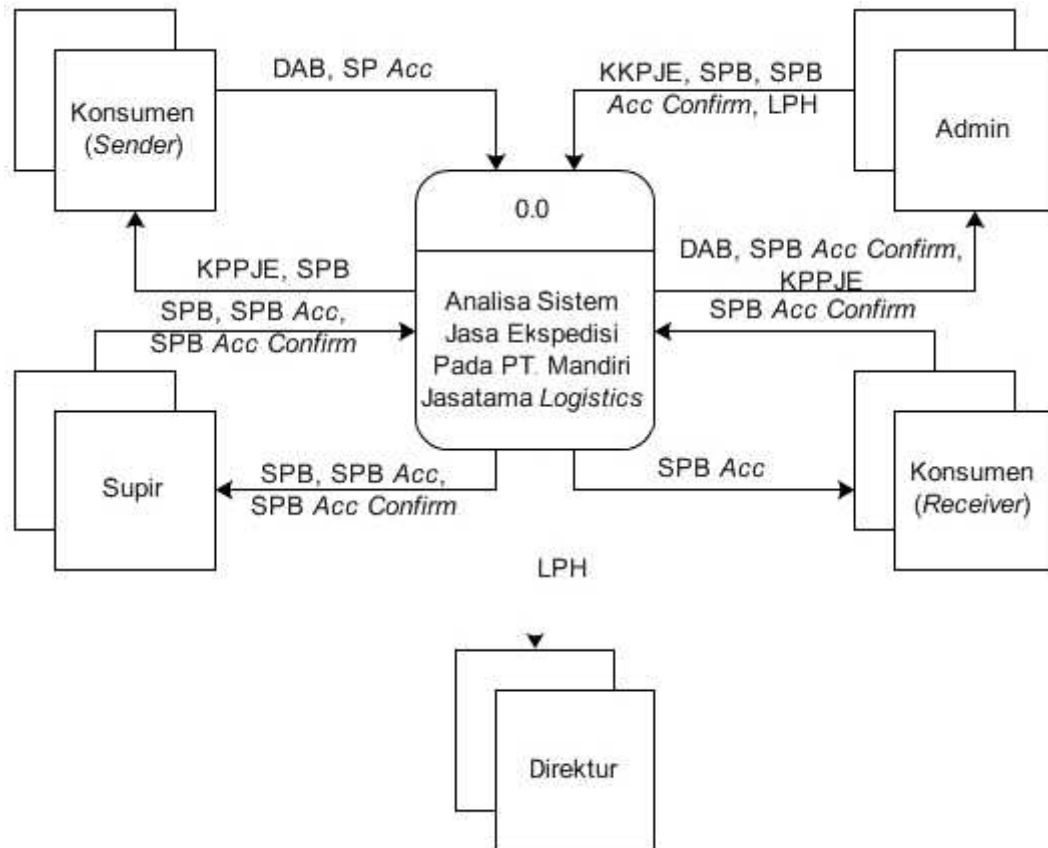 DAB, SP Acc
KKPJE, SPB, SPB
Acc Confirm, LPH
Konsumen
(Sender)
Admin
0.0
KPPJE, SPB
DAB, SPB Acc Confirm,
KPPJE
SPB, SPB Acc,
SPB Acc Confirm
SPB Acc Confirm
Analisa Sistem
Jasa Ekspedisi
Pada PT. Mandiri
Jasatama Logistics
Supir
SPB, SPB Acc,
SPB Acc Confirm
SPB Acc
Konsumen
(Receiver)
LPH
Direktur